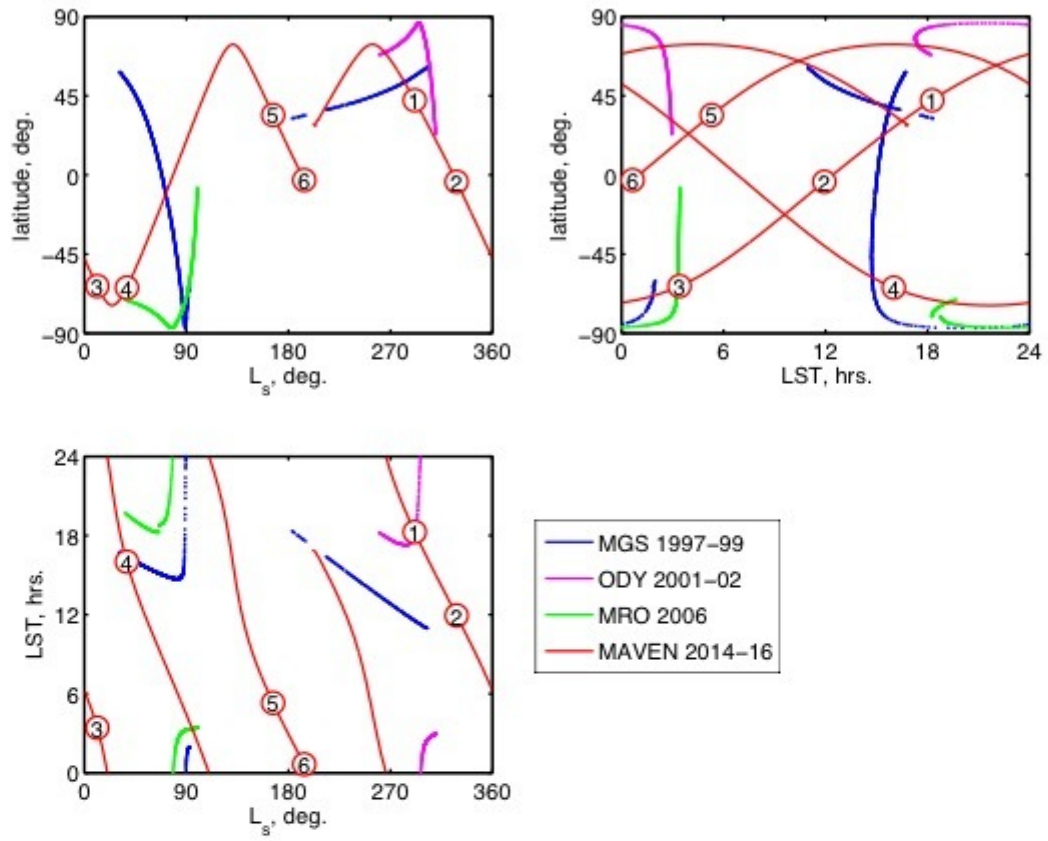 90
45
0
−45
−90
latitude, deg.
0 90 180 270 360
L_s, deg.
1
2
3
4
5
6
90
45
0
−45
−90
latitude, deg.
0 6 12 18 24
LST, hrs.
1
2
3
4
5
6
24
18
12
6
0
LST, hrs.
0 90 180 270 360
L_s, deg.
1
2
3
4
5
6
MGS 1997−99
ODY 2001−02
MRO 2006
MAVEN 2014−16